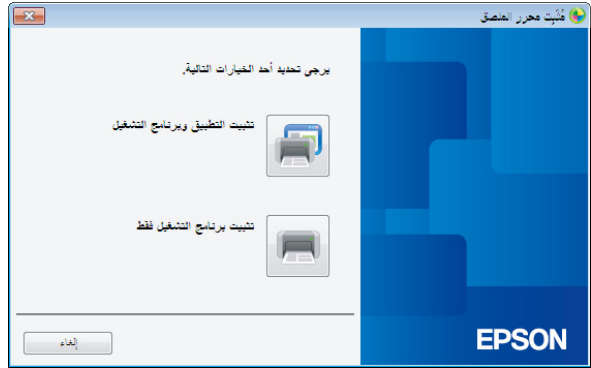 مُثبِت محرر الملصق
يرجى تحديد أحد الخيارات التالية.
تثبيت التطبيق وبرنامج التشغيل
تثبيت برنامج التشغيل فقط
إلغاء
EPSON